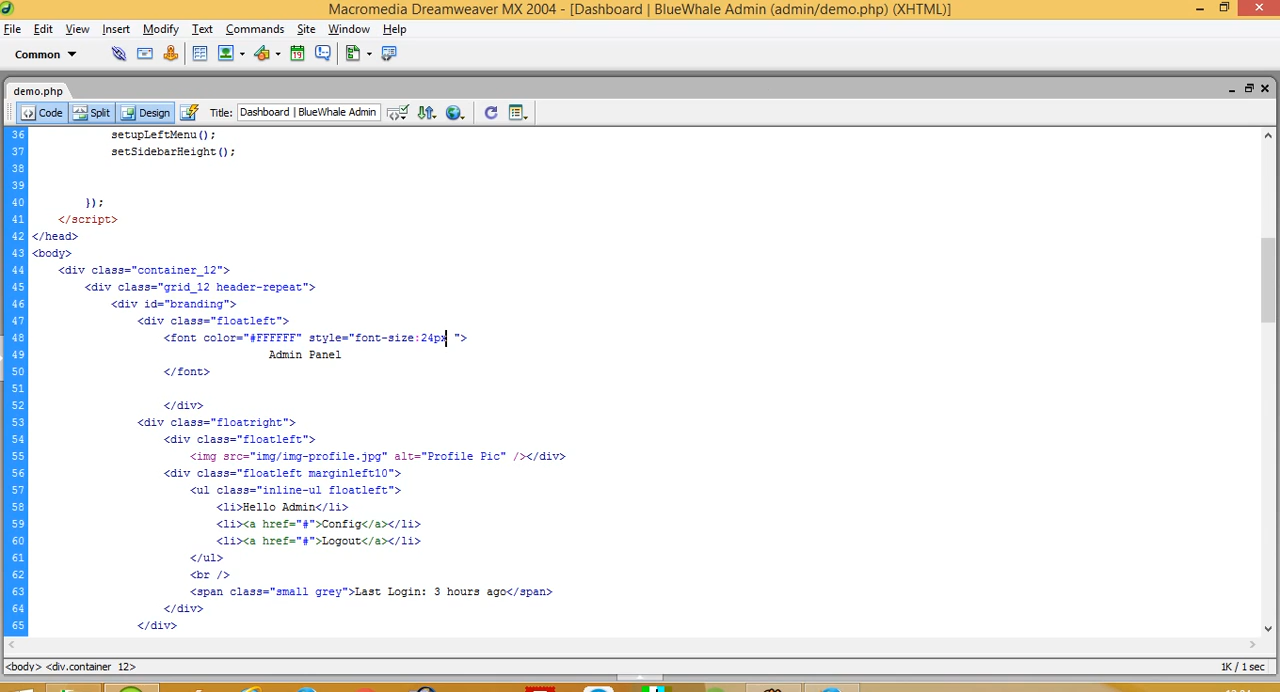 Macromedia Dreamweaver MX 2004 - [Dashboard | BlueWhale Admin (admin/demo.php) (XHTML)]
File Edit View Insert Modify Text Commands Site Window Help
Common
demo.php
Code Split Design Title: Dashboard | BlueWhale Admin
36 setupLeftMenu();
37 setSidebarHeight();
38
39
40 });
41 </script>
42 </head>
43 <body>
44 <div class="container_12">
45 <div class="grid_12 header-repeat">
46 <div id="branding">
47 <div class="floatleft">
48 <font color="#FFFFFF" style="font-size:24px ">
49 Admin Panel
50 </font>
51
52 </div>
53 <div class="floatright">
54 <div class="floatleft">
55 <img src="img/img-profile.jpg" alt="Profile Pic" /></div>
56 <div class="floatleft marginleft10">
57 <ul class="inline-ul floatleft">
58 <li>Hello Admin</li>
59 <li><a href="#">Config</a></li>
60 <li><a href="#">Logout</a></li>
61 </ul>
62 <br />
63 <span class="small grey">Last Login: 3 hours ago</span>
64 </div>
65 </div>
<body> <div.container 12> 1K / 1 sec